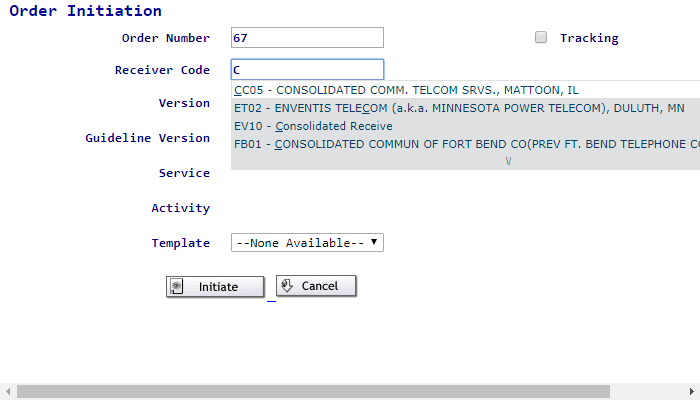 Order Initiation
Order Number 67 Tracking
Receiver Code C
CC05 - CONSOLIDATED COMM. TELCOM SRVS., MATTOON, IL
Version ET02 - ENVENTIS TELECOM (a.k.a. MINNESOTA POWER TELECOM), DULUTH, MN
EV10 - Consolidated Receive
Guideline Version FB01 - CONSOLIDATED COMMUN OF FORT BEND CO(PREV FT. BEND TELEPHONE CO
Service
Activity
Template --None Available--
Initiate Cancel